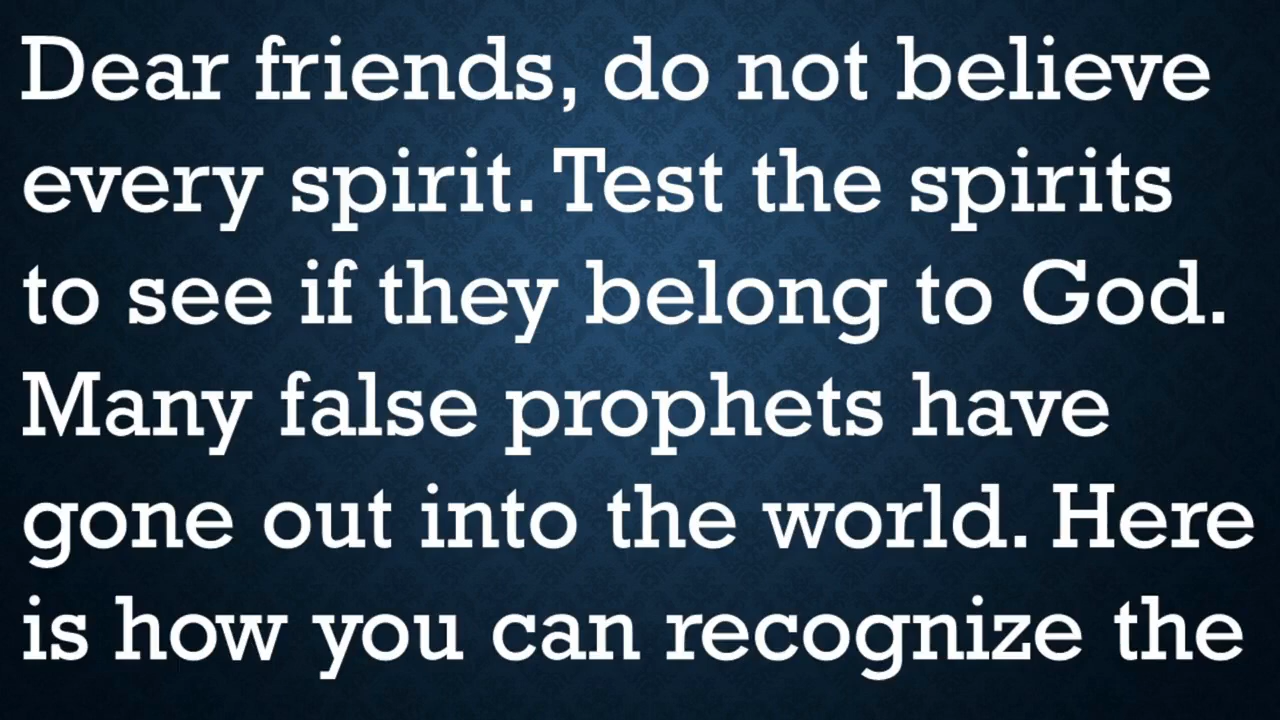 Dear friends, do not believe
every spirit. Test the spirits
to see if they belong to God.
Many false prophets have
gone out into the world. Here
is how you can recognize the